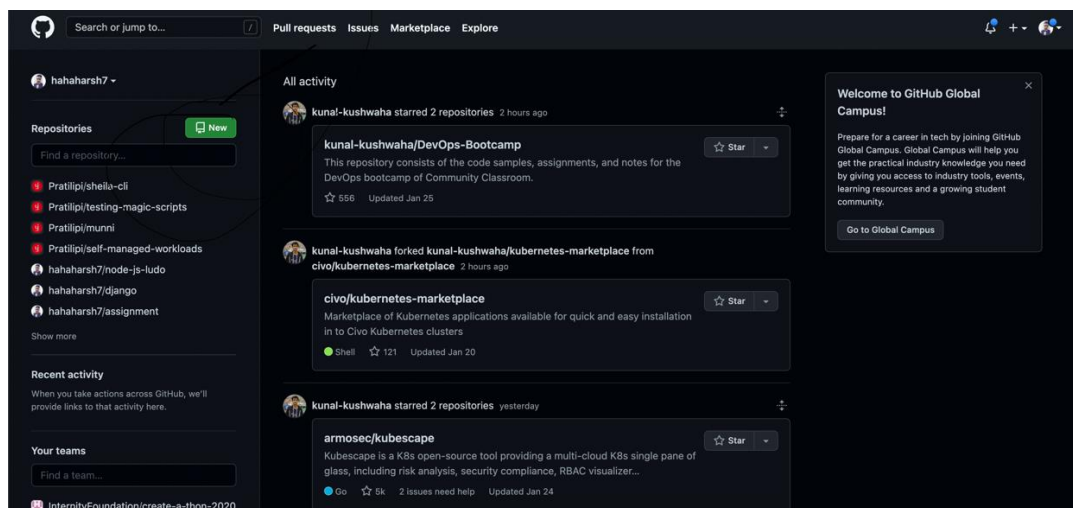 Search or jump to... /
Pull requests Issues Marketplace Explore
hahaharsh7
Repositories
New
Find a repository...
Pratilipi/sheila-cli
Pratilipi/testing-magic-scripts
Pratilipi/munni
Pratilipi/self-managed-workloads
hahaharsh7/node-js-ludo
hahaharsh7/django
hahaharsh7/assignment
Show more
Recent activity
When you take actions across GitHub, we'll
provide links to that activity here.
Your teams
Find a team...
InternityFoundation/create-a-thon-2020
All activity
kunal-kushwaha starred 2 repositories 2 hours ago
kunal-kushwaha/DevOps-Bootcamp
Star
This repository consists of the code samples, assignments, and notes for the
DevOps bootcamp of Community Classroom.
556 Updated Jan 25
kunal-kushwaha forked kunal-kushwaha/kubernetes-marketplace from
civo/kubernetes-marketplace 2 hours ago
civo/kubernetes-marketplace
Star
Marketplace of Kubernetes applications available for quick and easy installation
in to Civo Kubernetes clusters
Shell 121 Updated Jan 20
kunal-kushwaha starred 2 repositories yesterday
armosec/kubescape
Star
Kubescape is a K8s open-source tool providing a multi-cloud K8s single pane of
glass, including risk analysis, security compliance, RBAC visualizer...
Go 5k 2 issues need help Updated Jan 24
Welcome to GitHub Global
Campus!
Prepare for a career in tech by joining GitHub
Global Campus. Global Campus will help you
get the practical industry knowledge you need
by giving you access to industry tools, events,
learning resources and a growing student
community.
Go to Global Campus